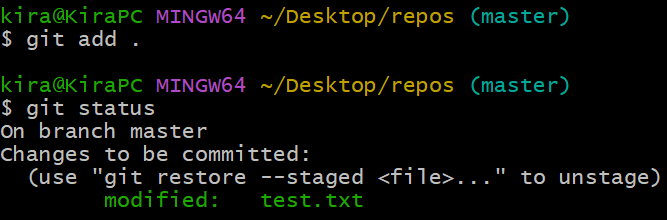 kira@KiraPC MINGW64 ~/Desktop/repos (master)
$ git add .

kira@KiraPC MINGW64 ~/Desktop/repos (master)
$ git status
On branch master
Changes to be committed:
  (use "git restore --staged <file>..." to unstage)
        modified:   test.txt